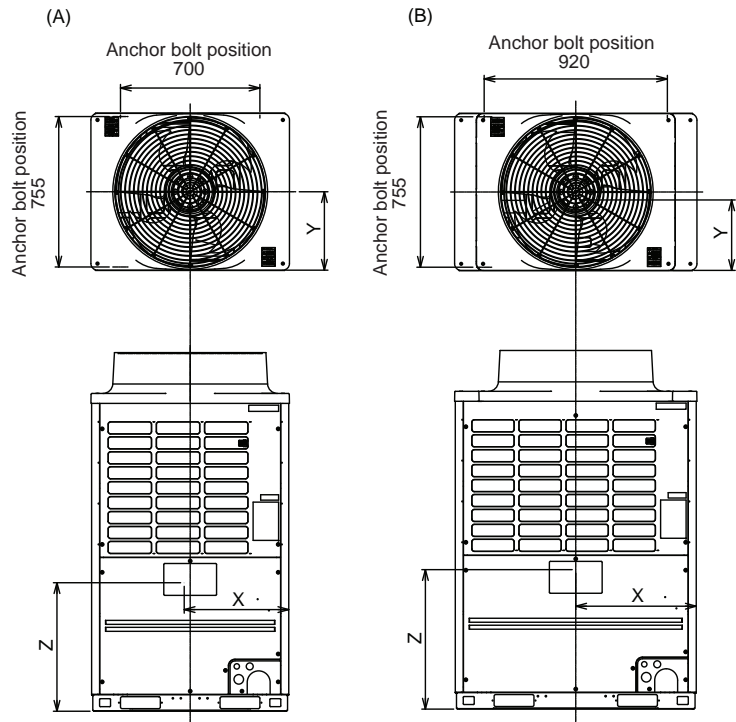 (A)
Anchor bolt position
700
Anchor bolt position
755
Y
X
Z
(B)
Anchor bolt position
920
Anchor bolt position
755
Y
X
Z